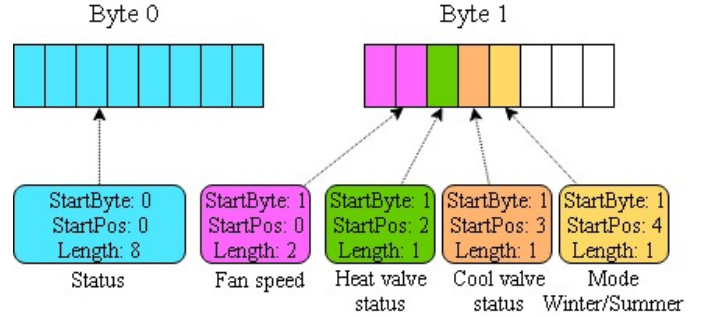 Byte 0
Byte 1
StartByte: 0
StartPos: 0
Length: 8
Status
StartByte: 1
StartPos: 0
Length: 2
Fan speed
StartByte: 1
StartPos: 2
Length: 1
Heat valve
status
StartByte: 1
StartPos: 3
Length: 1
Cool valve
status
StartByte: 1
StartPos: 4
Length: 1
Mode
Winter/Summer